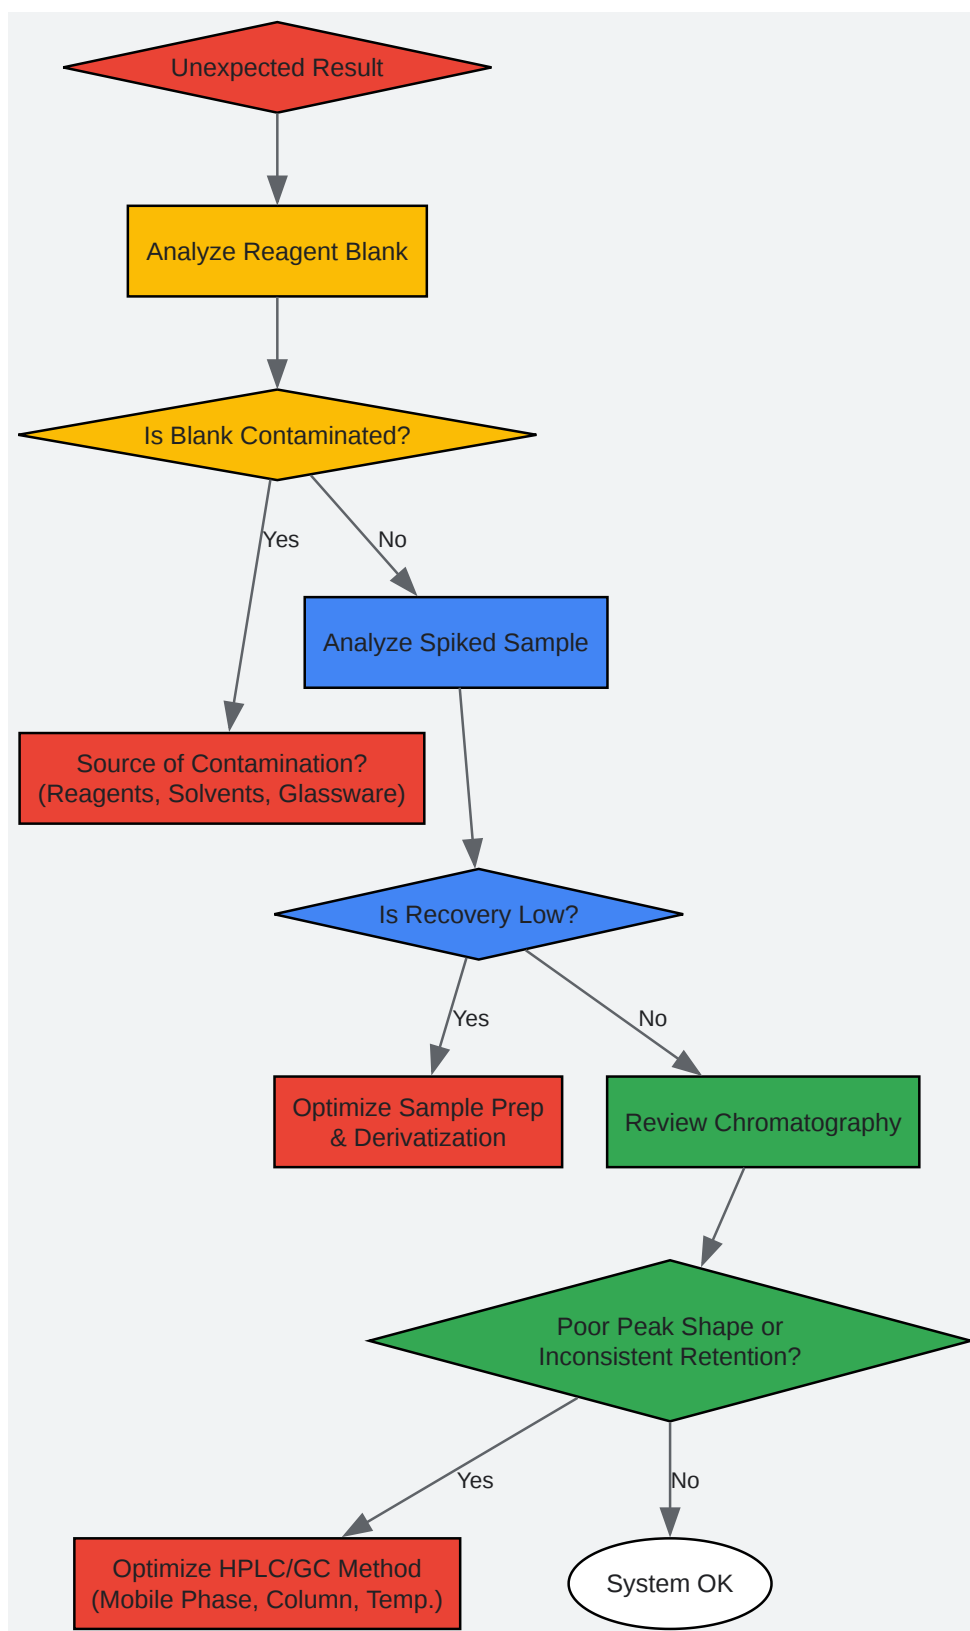 Unexpected Result
Analyze Reagent Blank
Is Blank Contaminated?
Yes
No
Analyze Spiked Sample
Source of Contamination?
(Reagents, Solvents, Glassware)
Is Recovery Low?
Yes
No
Optimize Sample Prep
& Derivatization
Review Chromatography
Poor Peak Shape or
Inconsistent Retention?
Yes
No
Optimize HPLC/GC Method
(Mobile Phase, Column, Temp.)
System OK